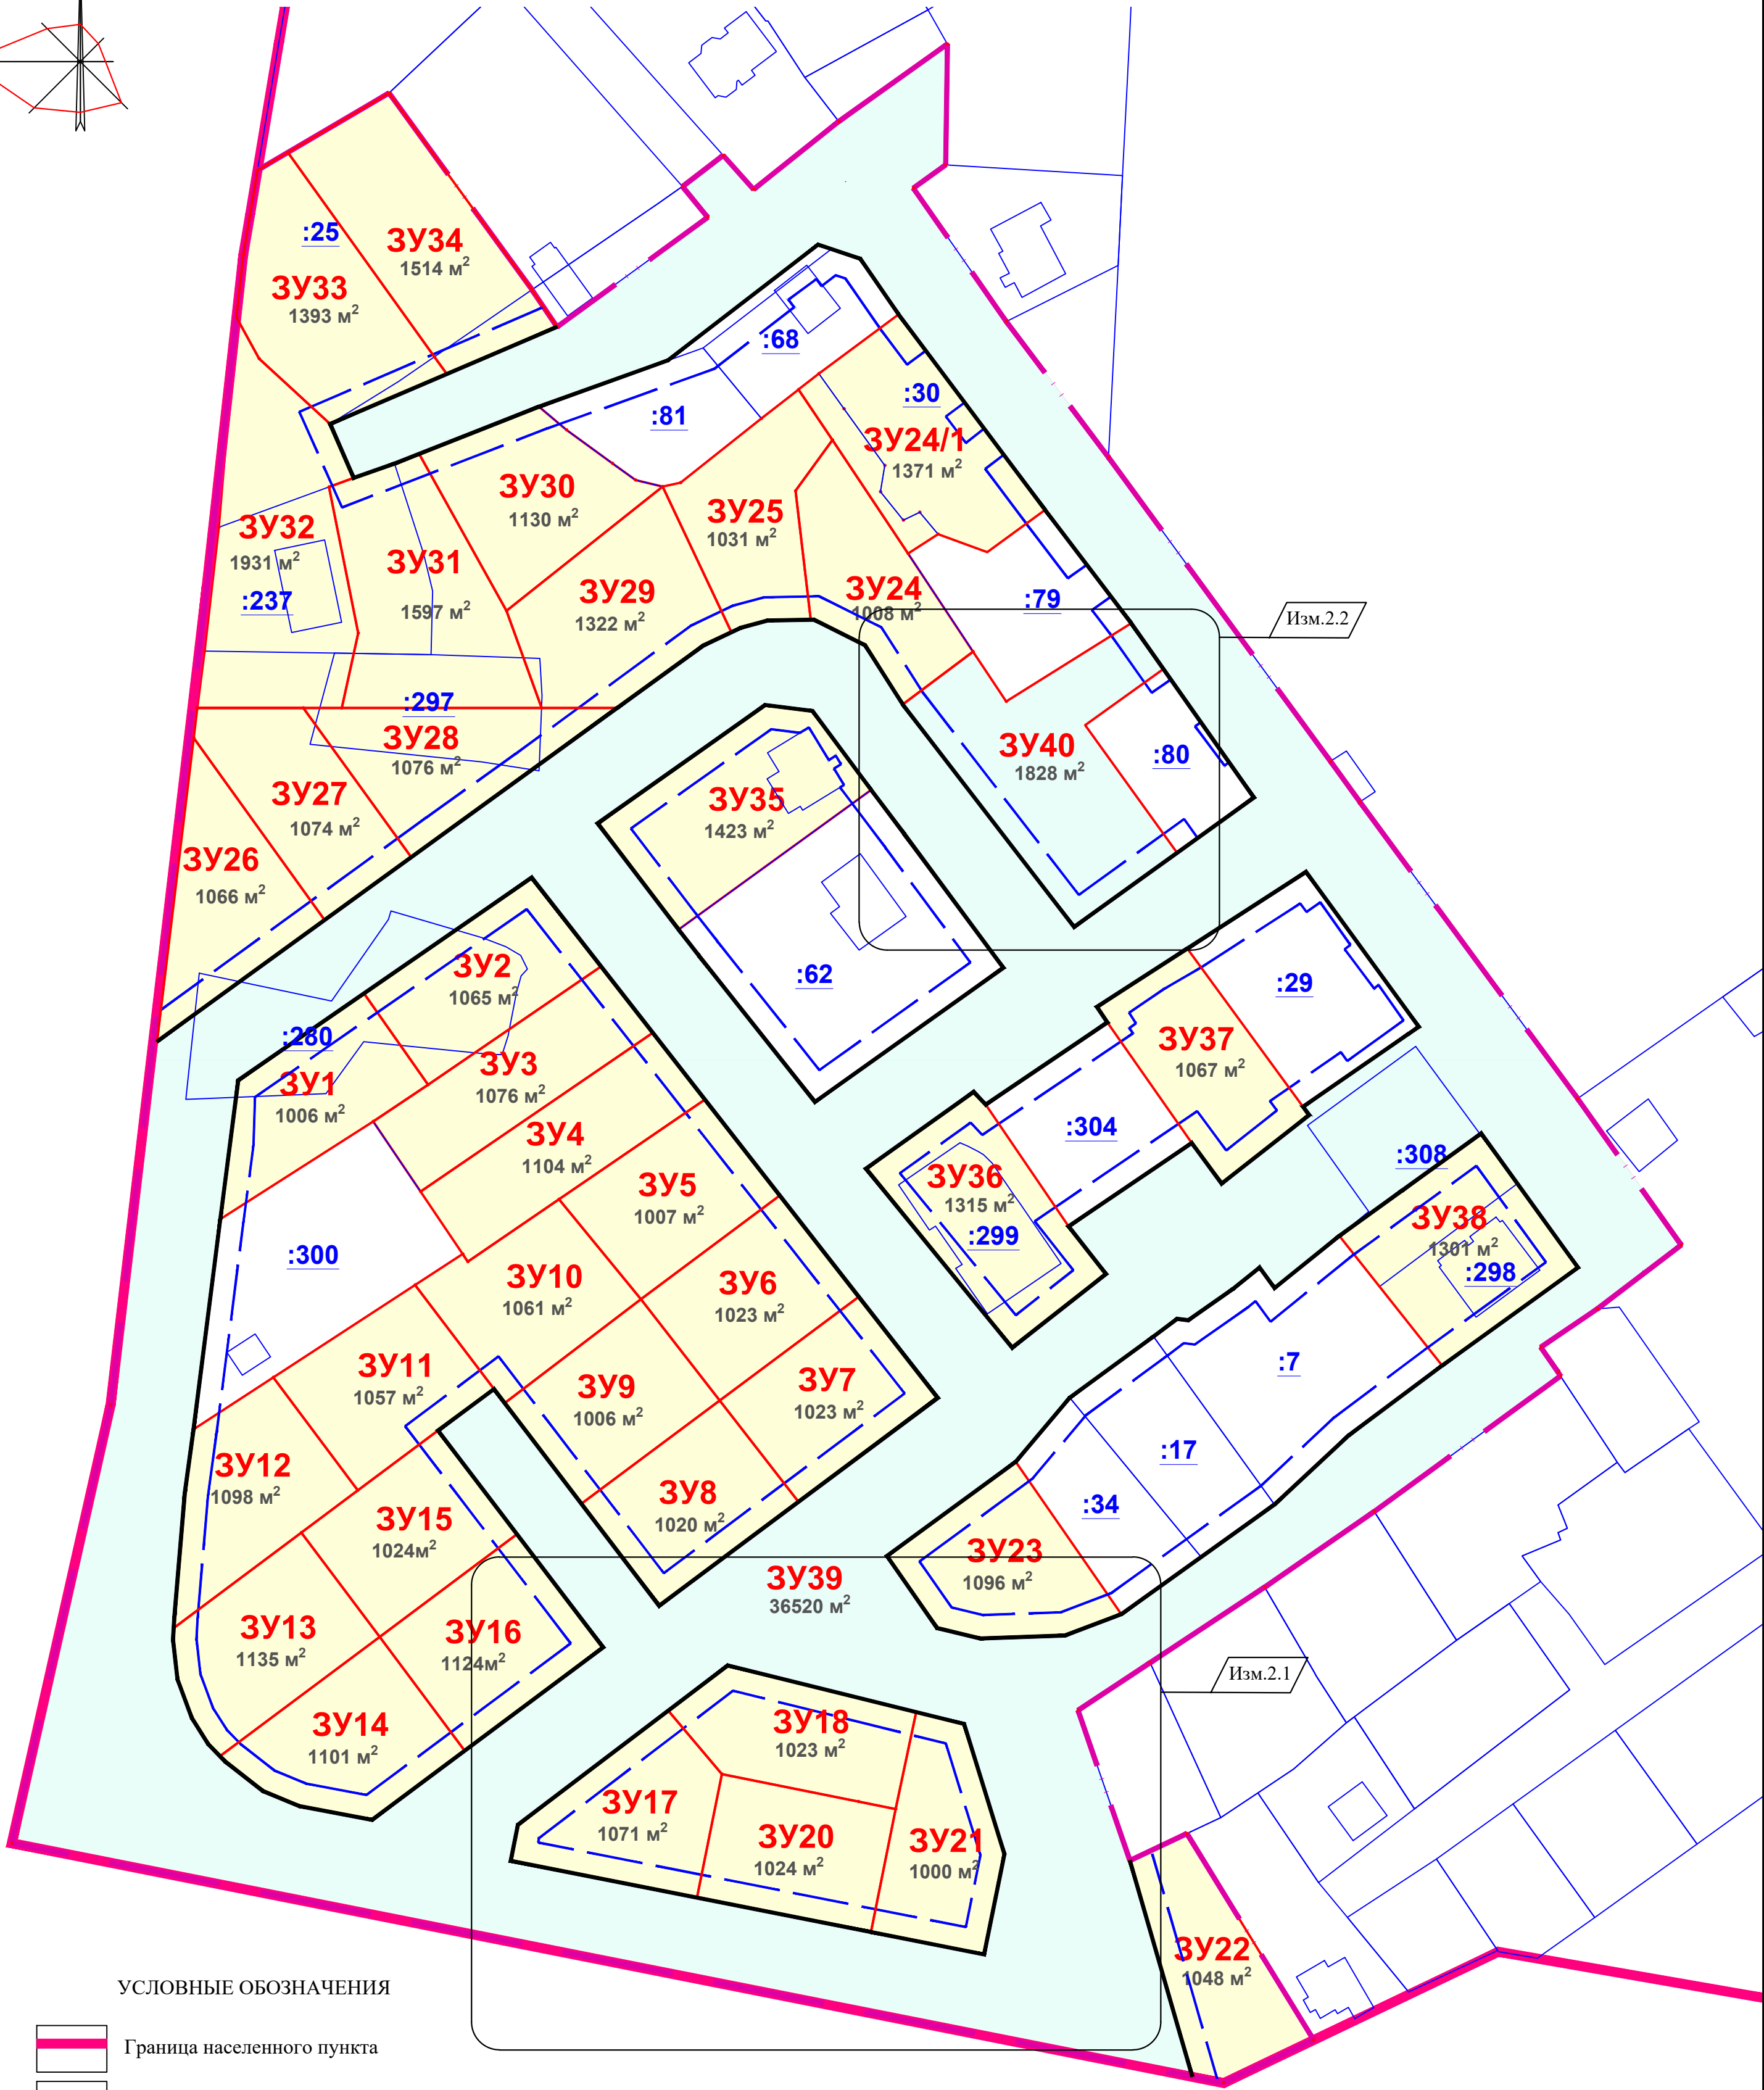 :25
ЗУ34
1514 м²
ЗУ33
1393 м²
:68
:30
:81
ЗУ24/1
1371 м²
ЗУ30
1130 м²
ЗУ25
1031 м²
ЗУ32
1931 м²
:237
ЗУ31
1597 м²
ЗУ29
1322 м²
ЗУ24
1008 м²
:79
Изм.2.2
:297
ЗУ28
1076 м²
ЗУ40
1828 м²
:80
ЗУ27
1074 м²
ЗУ35
1423 м²
ЗУ26
1066 м²
ЗУ2
1065 м²
:62
:29
:280
ЗУ1
1006 м²
ЗУ3
1076 м²
ЗУ37
1067 м²
ЗУ4
1104 м²
:304
:308
ЗУ5
1007 м²
ЗУ36
1315 м²
:299
ЗУ38
1301 м²
:298
:300
ЗУ10
1061 м²
ЗУ6
1023 м²
ЗУ11
1057 м²
ЗУ9
1006 м²
ЗУ7
1023 м²
:7
ЗУ12
1098 м²
:17
ЗУ15
1024м²
ЗУ8
1020 м²
:34
ЗУ23
1096 м²
ЗУ39
36520 м²
ЗУ13
1135 м²
ЗУ16
1124м²
Изм.2.1
ЗУ14
1101 м²
ЗУ18
1023 м²
ЗУ17
1071 м²
ЗУ20
1024 м²
ЗУ21
1000 м²
ЗУ22
1048 м²
УСЛОВНЫЕ ОБОЗНАЧЕНИЯ
Граница населенного пункта